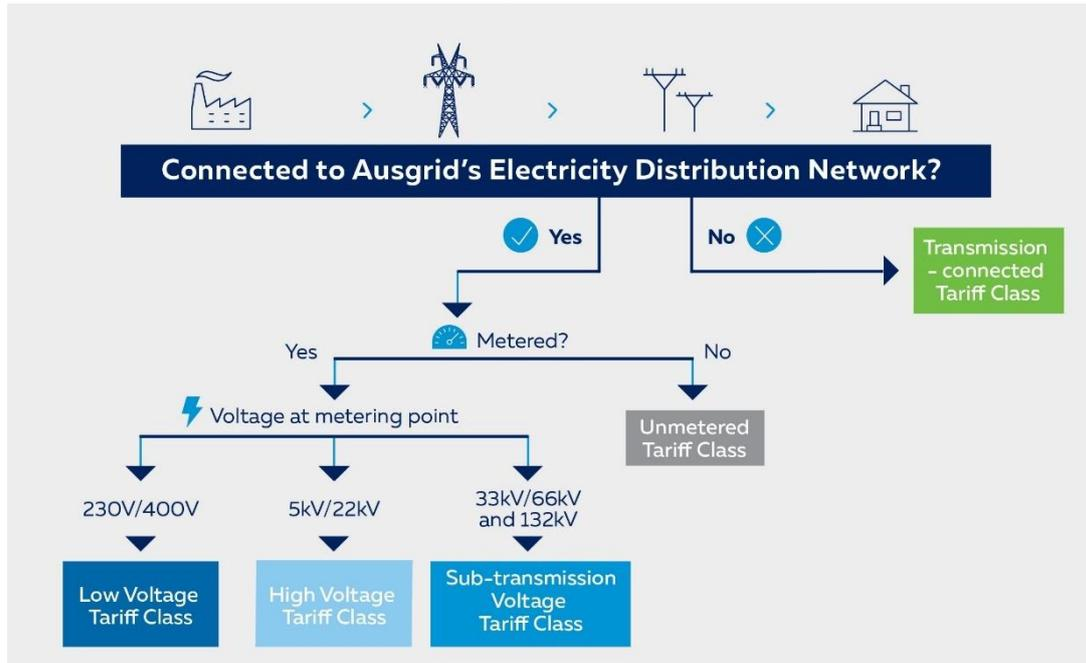 Connected to Ausgrid's Electricity Distribution Network?
Yes
No
Transmission
- connected
Tariff Class
Metered?
Yes
No
Voltage at metering point
Unmetered
Tariff Class
230V/400V
5kV/22kV
33kV/66kV
and 132kV
Low Voltage
Tariff Class
High Voltage
Tariff Class
Sub-transmission
Voltage
Tariff Class